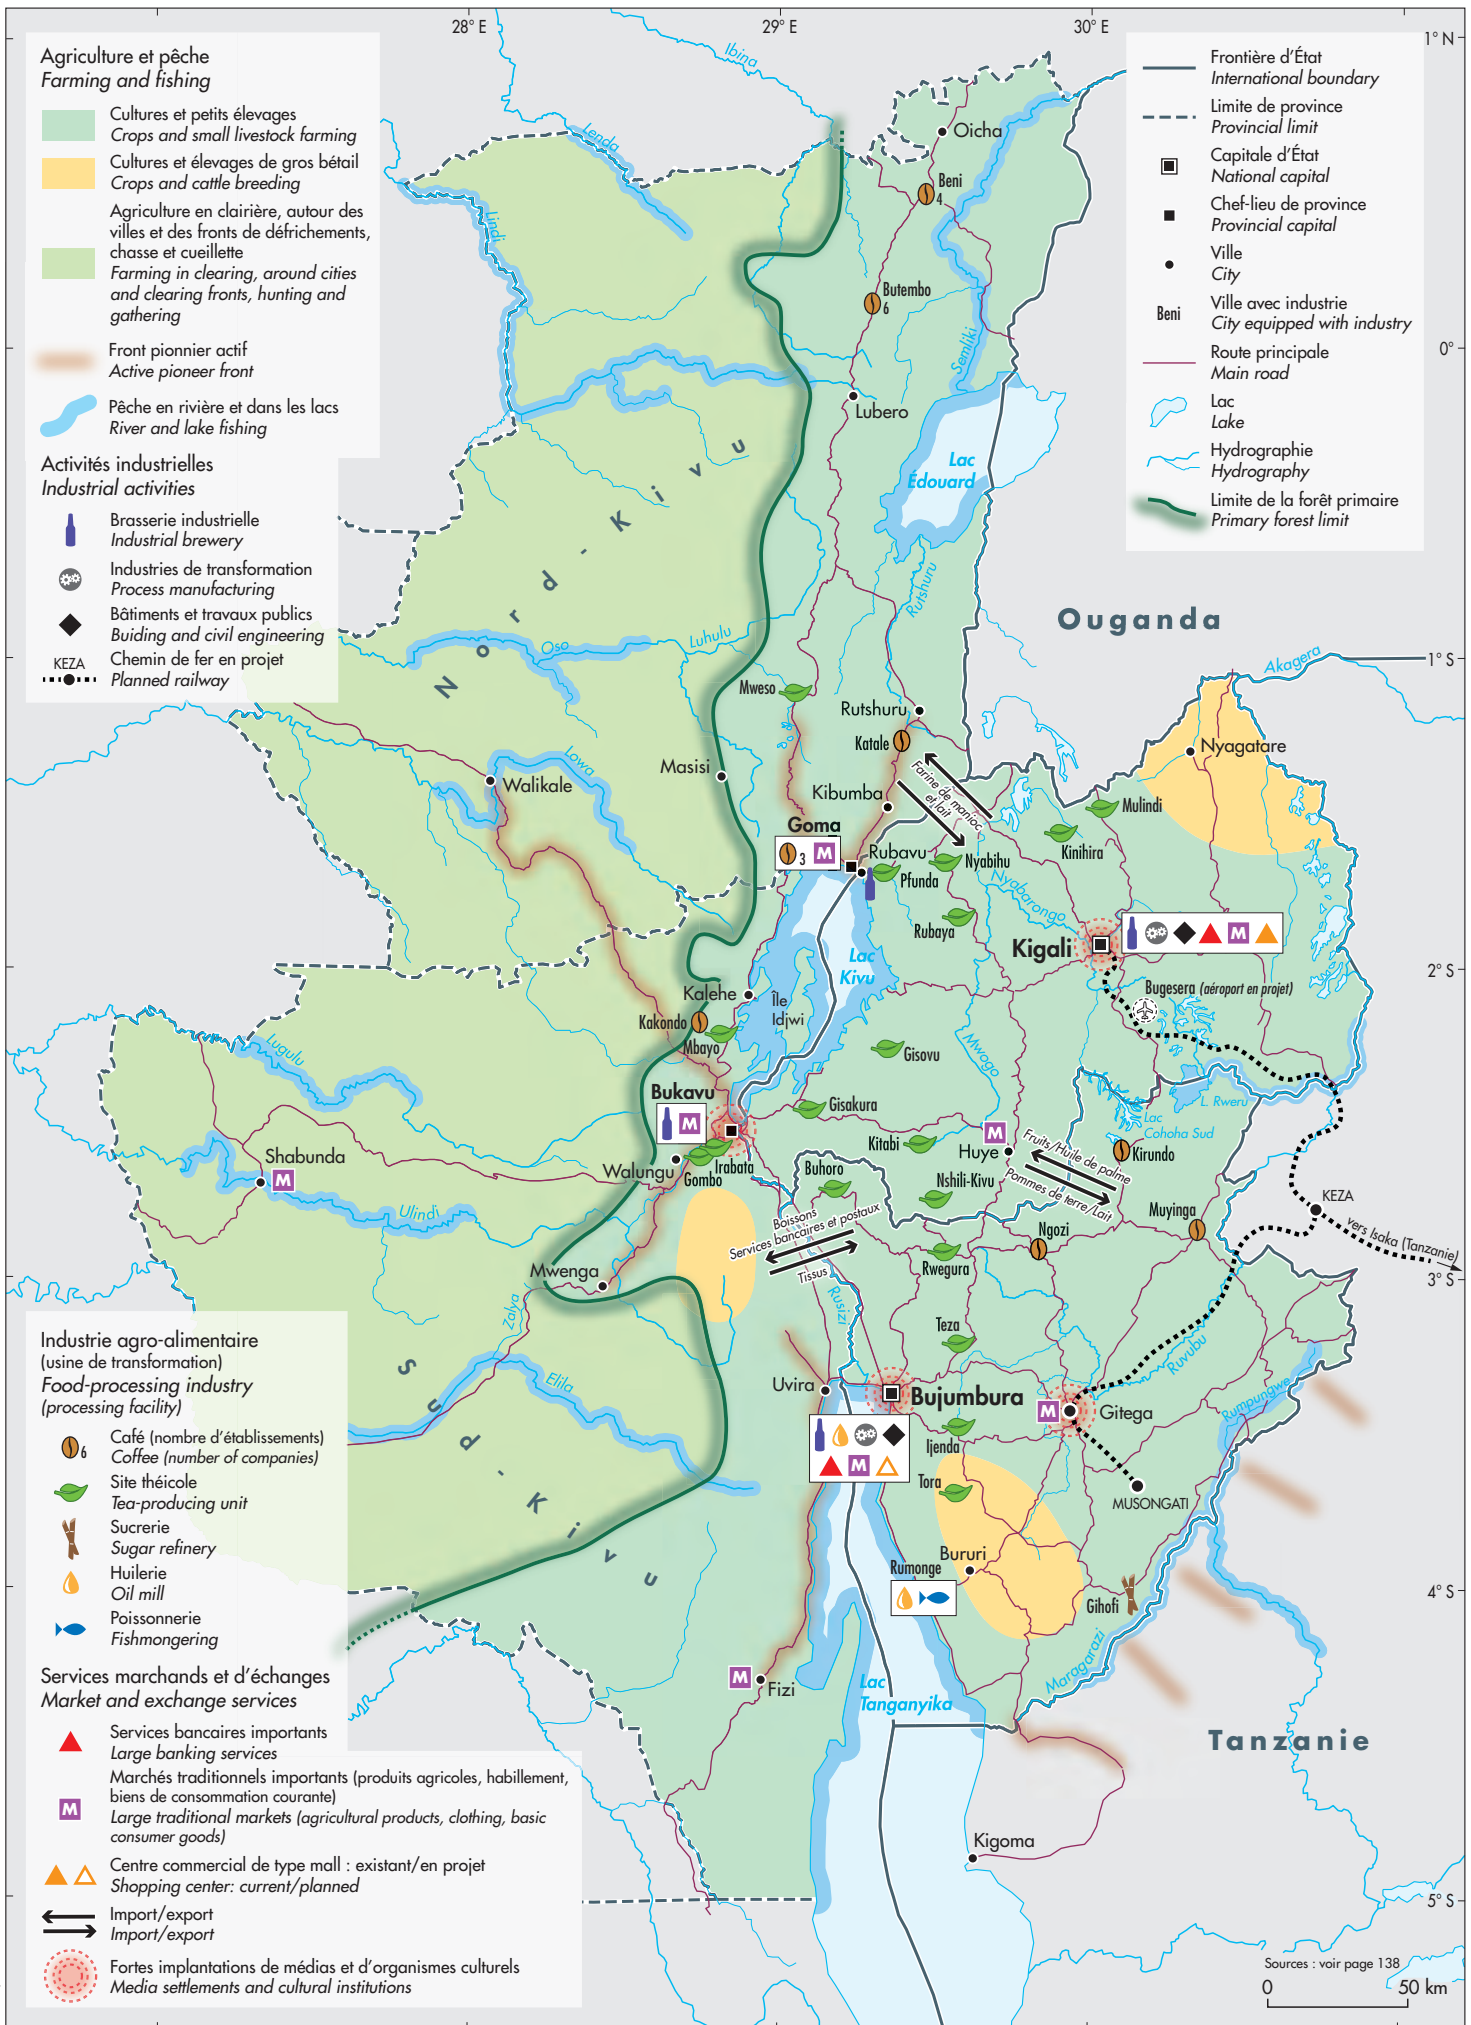 28° E
29° E
30° E
1° N
0°
1° S
2° S
3° S
4° S
5° S
Agriculture et pêche
Farming and fishing
Cultures et petits élevages
Crops and small livestock farming
Cultures et élevages de gros bétail
Crops and cattle breeding
Agriculture en clairière, autour des
villes et des fronts de défrichements,
chasse et cueillette
Farming in clearing, around cities
and clearing fronts, hunting and
gathering
Front pionnier actif
Active pioneer front
Pêche en rivière et dans les lacs
River and lake fishing
Activités industrielles
Industrial activities
Brasserie industrielle
Industrial brewery
Industries de transformation
Process manufacturing
Bâtiments et travaux publics
Buiding and civil engineering
KEZA
Chemin de fer en projet
Planned railway
Frontière d'État
International boundary
Limite de province
Provincial limit
Capitale d'État
National capital
Chef-lieu de province
Provincial capital
Ville
City
Beni
Ville avec industrie
City equipped with industry
Route principale
Main road
Lac
Lake
Hydrographie
Hydrography
Limite de la forêt primaire
Primary forest limit
Ibina
Lenda
Lindi
Oicha
Beni
4
Butembo
6
Semliki
Lubero
Lac
Édouard
Nord-Kivu
Rutshuru
Ouganda
Oso
Luhulu
Akagera
Mweso
Rutshuru
Katale
Nyagatare
Masisi
Lowa
Walikale
Kibumba
Farine de manioc
et lait
Mulindi
Kinihira
Goma
3
M
Rubavu
Pfunda
Nyabihu
Nyabarongo
Rubaya
Kigali
M
Lac
Kivu
Bugesera (aéroport en projet)
Kalehe
Île
Idjwi
Kakondo
Mbayo
Gisovu
Mwogo
Lugulu
Bukavu
M
Gisakura
L. Rweru
Lac
Cohoha Sud
Kitabi
M
Huye
Kirundo
Fruits/Huile de palme
Pommes de terre/Lait
Shabunda
M
Walungu
Irabata
Gombo
Buhoro
Nshili-Kivu
KEZA
Ulindi
Muyinga
vers Isaka (Tanzanie)
Boissons
Services bancaires et postaux
Tissus
Ngozi
Rwegura
Mwenga
Zalya
Rusizi
Teza
Ruvubu
Sud-Kivu
Elila
Uvira
Bujumbura
M
M
Gitega
Rumpungwe
Ijenda
Tora
MUSONGATI
Bururi
Rumonge
Gihofi
Maragarazi
M
Fizi
Lac
Tanganyika
Tanzanie
Kigoma
Industrie agro-alimentaire
(usine de transformation)
Food-processing industry
(processing facility)
6
Café (nombre d'établissements)
Coffee (number of companies)
Site théicole
Tea-producing unit
Sucrerie
Sugar refinery
Huilerie
Oil mill
Poissonnerie
Fishmongering
Services marchands et d'échanges
Market and exchange services
Services bancaires importants
Large banking services
M
Marchés traditionnels importants (produits agricoles, habillement,
biens de consommation courante)
Large traditional markets (agricultural products, clothing, basic
consumer goods)
Centre commercial de type mall : existant/en projet
Shopping center: current/planned
Import/export
Import/export
Fortes implantations de médias et d'organismes culturels
Media settlements and cultural institutions
Sources : voir page 138
0
50 km